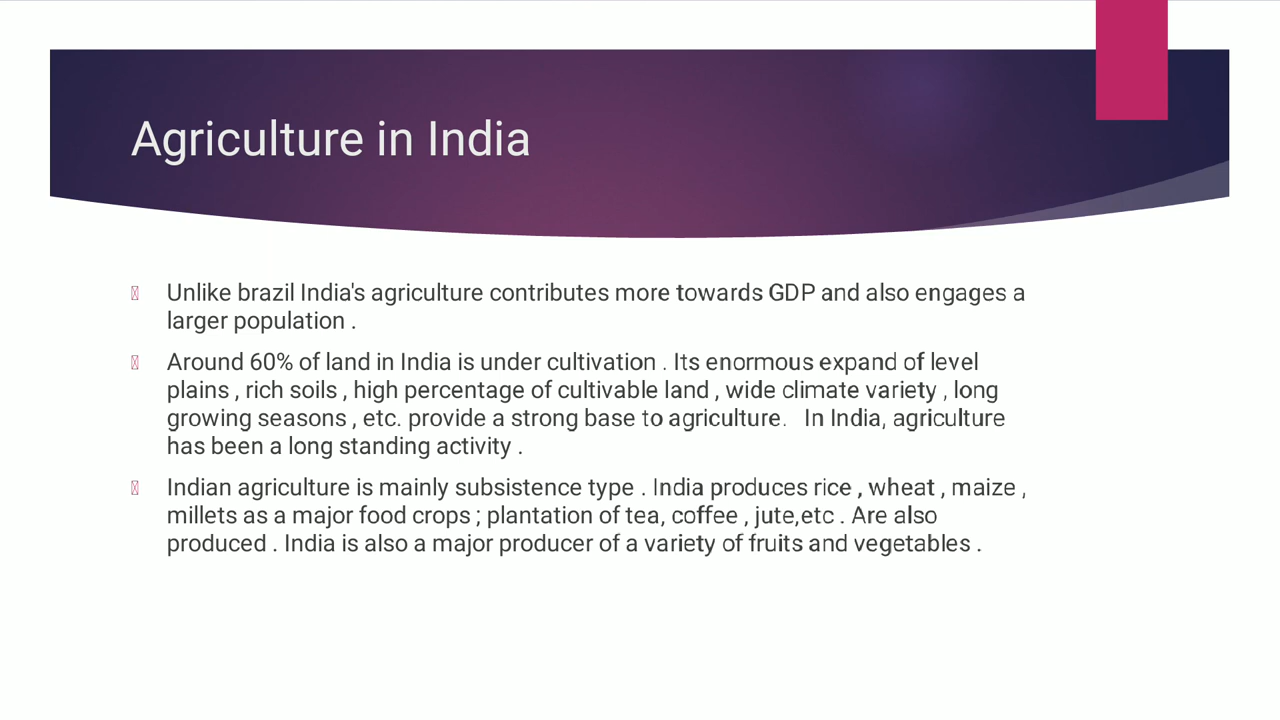 Agriculture in India
Unlike brazil India's agriculture contributes more towards GDP and also engages a
larger population .
Around 60% of land in India is under cultivation . Its enormous expand of level
plains , rich soils , high percentage of cultivable land , wide climate variety , long
growing seasons , etc. provide a strong base to agriculture.   In India, agriculture
has been a long standing activity .
Indian agriculture is mainly subsistence type . India produces rice , wheat , maize ,
millets as a major food crops ; plantation of tea, coffee , jute,etc . Are also
produced . India is also a major producer of a variety of fruits and vegetables .